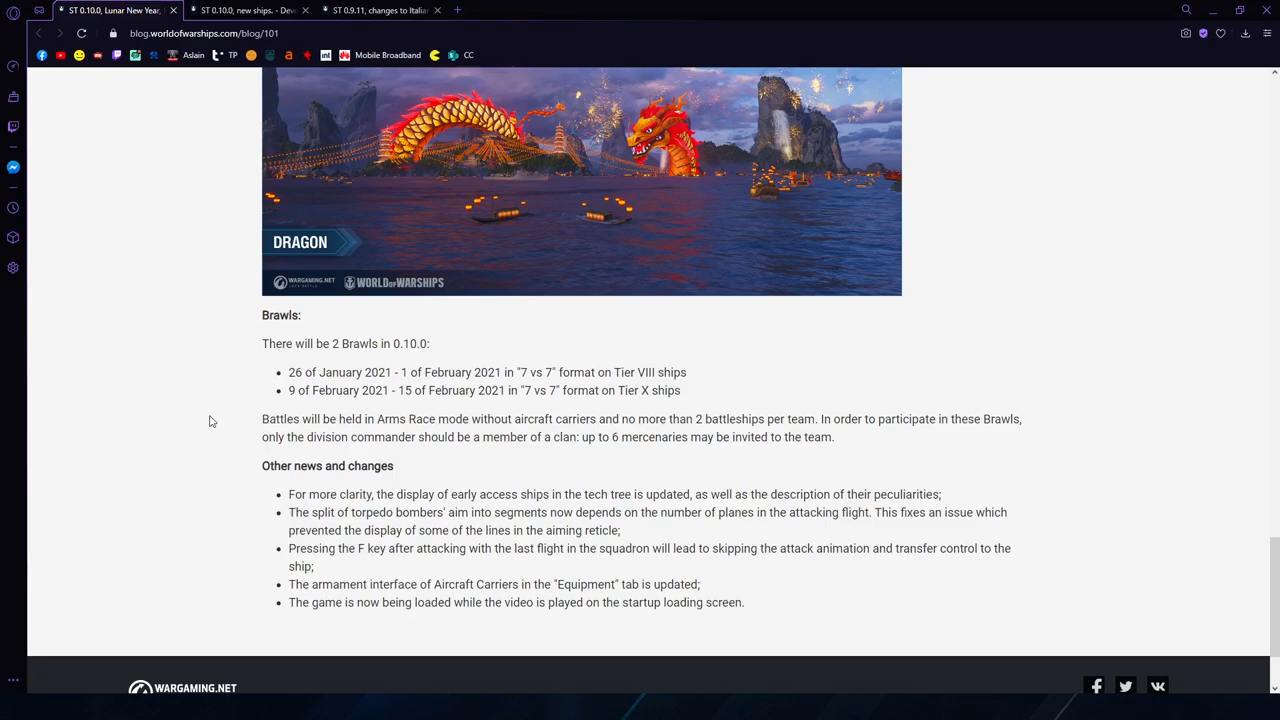 ST 0.10.0, Lunar New Year,
ST 0.10.0, new ships. - Dev
ST 0.9.11, changes to Italia
blog.worldofwarships.com/blog/101
Aslain
TP
int
Mobile Broadband
CC
DRAGON
WARGAMING.NET
LET'S BATTLE
WORLD OF WARSHIPS
Brawls:
There will be 2 Brawls in 0.10.0:
26 of January 2021 - 1 of February 2021 in "7 vs 7" format on Tier VIII ships
9 of February 2021 - 15 of February 2021 in "7 vs 7" format on Tier X ships
Battles will be held in Arms Race mode without aircraft carriers and no more than 2 battleships per team. In order to participate in these Brawls,
only the division commander should be a member of a clan: up to 6 mercenaries may be invited to the team.
Other news and changes
For more clarity, the display of early access ships in the tech tree is updated, as well as the description of their peculiarities;
The split of torpedo bombers' aim into segments now depends on the number of planes in the attacking flight. This fixes an issue which
prevented the display of some of the lines in the aiming reticle;
Pressing the F key after attacking with the last flight in the squadron will lead to skipping the attack animation and transfer control to the
ship;
The armament interface of Aircraft Carriers in the "Equipment" tab is updated;
The game is now being loaded while the video is played on the startup loading screen.
WARGAMING.NET